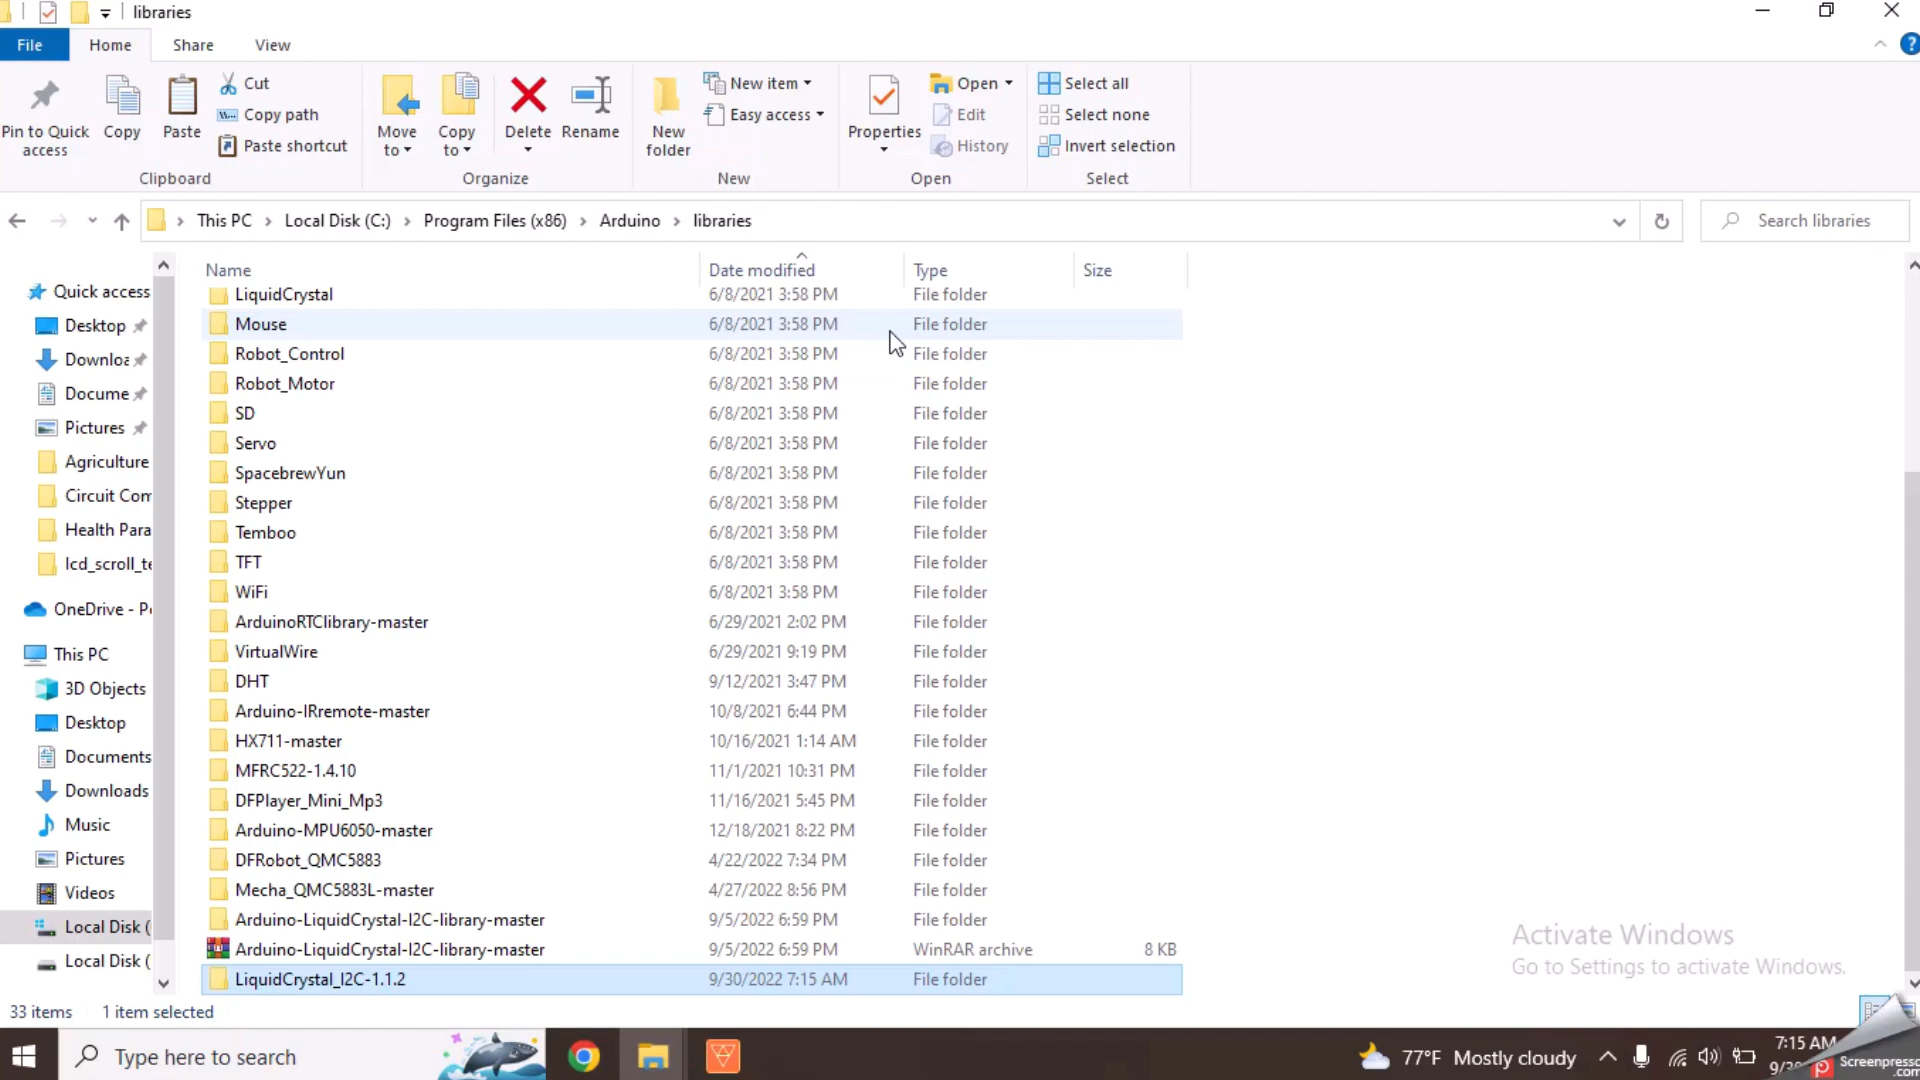 libraries
File Home Share View
Pin to Quick access
Copy
Paste
Cut
Copy path
Paste shortcut
Clipboard
Move to
Copy to
Delete
Rename
Organize
New folder
New item
Easy access
New
Properties
Open
Edit
History
Open
Select all
Select none
Invert selection
Select
This PC > Local Disk (C:) > Program Files (x86) > Arduino > libraries
Search libraries
Quick access
Desktop
Downloa
Docume
Pictures
Agriculture
Circuit Com
Health Para
lcd_scroll_te
OneDrive - Pe
This PC
3D Objects
Desktop
Documents
Downloads
Music
Pictures
Videos
Local Disk (
Local Disk (
Name Date modified Type Size
LiquidCrystal 6/8/2021 3:58 PM File folder
Mouse 6/8/2021 3:58 PM File folder
Robot_Control 6/8/2021 3:58 PM File folder
Robot_Motor 6/8/2021 3:58 PM File folder
SD 6/8/2021 3:58 PM File folder
Servo 6/8/2021 3:58 PM File folder
SpacebrewYun 6/8/2021 3:58 PM File folder
Stepper 6/8/2021 3:58 PM File folder
Temboo 6/8/2021 3:58 PM File folder
TFT 6/8/2021 3:58 PM File folder
WiFi 6/8/2021 3:58 PM File folder
ArduinoRTClibrary-master 6/29/2021 2:02 PM File folder
VirtualWire 6/29/2021 9:19 PM File folder
DHT 9/12/2021 3:47 PM File folder
Arduino-IRremote-master 10/8/2021 6:44 PM File folder
HX711-master 10/16/2021 1:14 AM File folder
MFRC522-1.4.10 11/1/2021 10:31 PM File folder
DFPlayer_Mini_Mp3 11/16/2021 5:45 PM File folder
Arduino-MPU6050-master 12/18/2021 8:22 PM File folder
DFRobot_QMC5883 4/22/2022 7:34 PM File folder
Mecha_QMC5883L-master 4/27/2022 8:56 PM File folder
Arduino-LiquidCrystal-I2C-library-master 9/5/2022 6:59 PM File folder
Arduino-LiquidCrystal-I2C-library-master 9/5/2022 6:59 PM WinRAR archive 8 KB
LiquidCrystal_I2C-1.1.2 9/30/2022 7:15 AM File folder
Activate Windows
Go to Settings to activate Windows.
33 items 1 item selected
Type here to search
77°F Mostly cloudy
7:15 AM
Screenpresso
.com